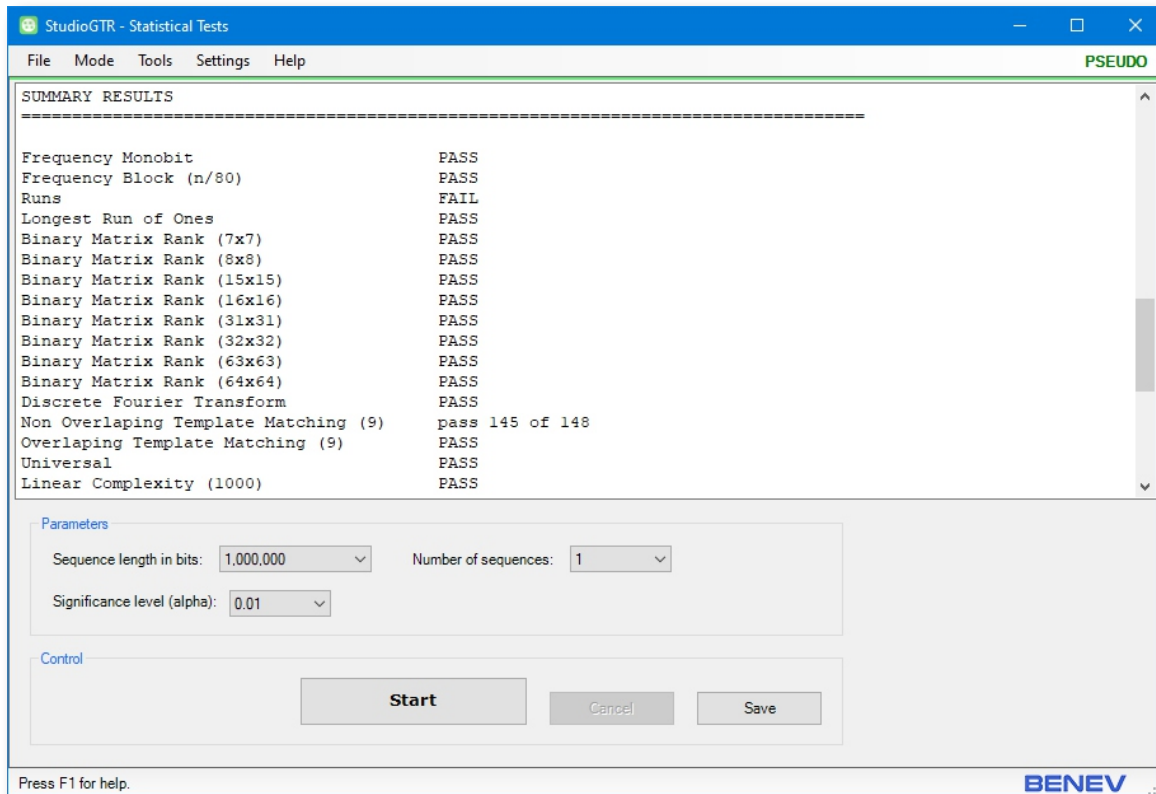 StudioGTR - Statistical Tests
File Mode Tools Settings Help PSEUDO
SUMMARY RESULTS
===================================================================================
Frequency Monobit PASS
Frequency Block (n/80) PASS
Runs FAIL
Longest Run of Ones PASS
Binary Matrix Rank (7x7) PASS
Binary Matrix Rank (8x8) PASS
Binary Matrix Rank (15x15) PASS
Binary Matrix Rank (16x16) PASS
Binary Matrix Rank (31x31) PASS
Binary Matrix Rank (32x32) PASS
Binary Matrix Rank (63x63) PASS
Binary Matrix Rank (64x64) PASS
Discrete Fourier Transform PASS
Non Overlaping Template Matching (9) pass 145 of 148
Overlaping Template Matching (9) PASS
Universal PASS
Linear Complexity (1000) PASS
Parameters
Sequence length in bits: 1,000,000 Number of sequences: 1
Significance level (alpha): 0.01
Control
Start Cancel Save
Press F1 for help. BENEV